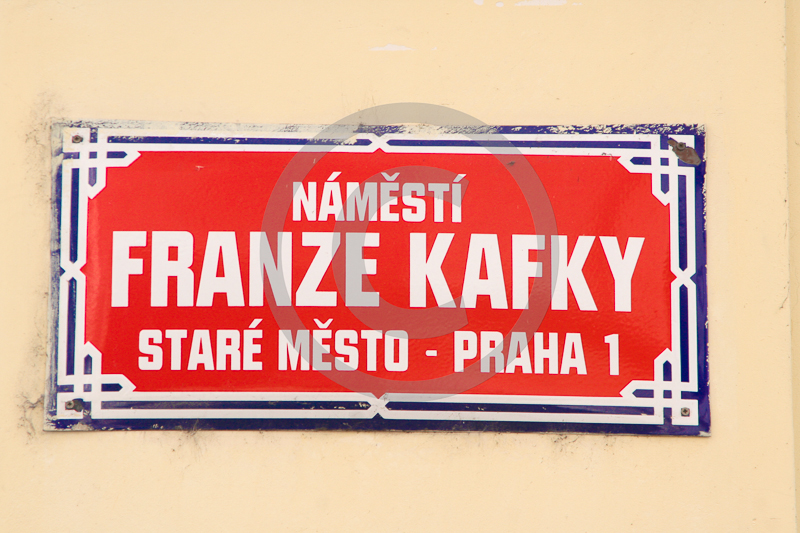 NÁMĚSTÍ
FRANZE KAFKY
STARÉ MĚSTO - PRAHA 1
©